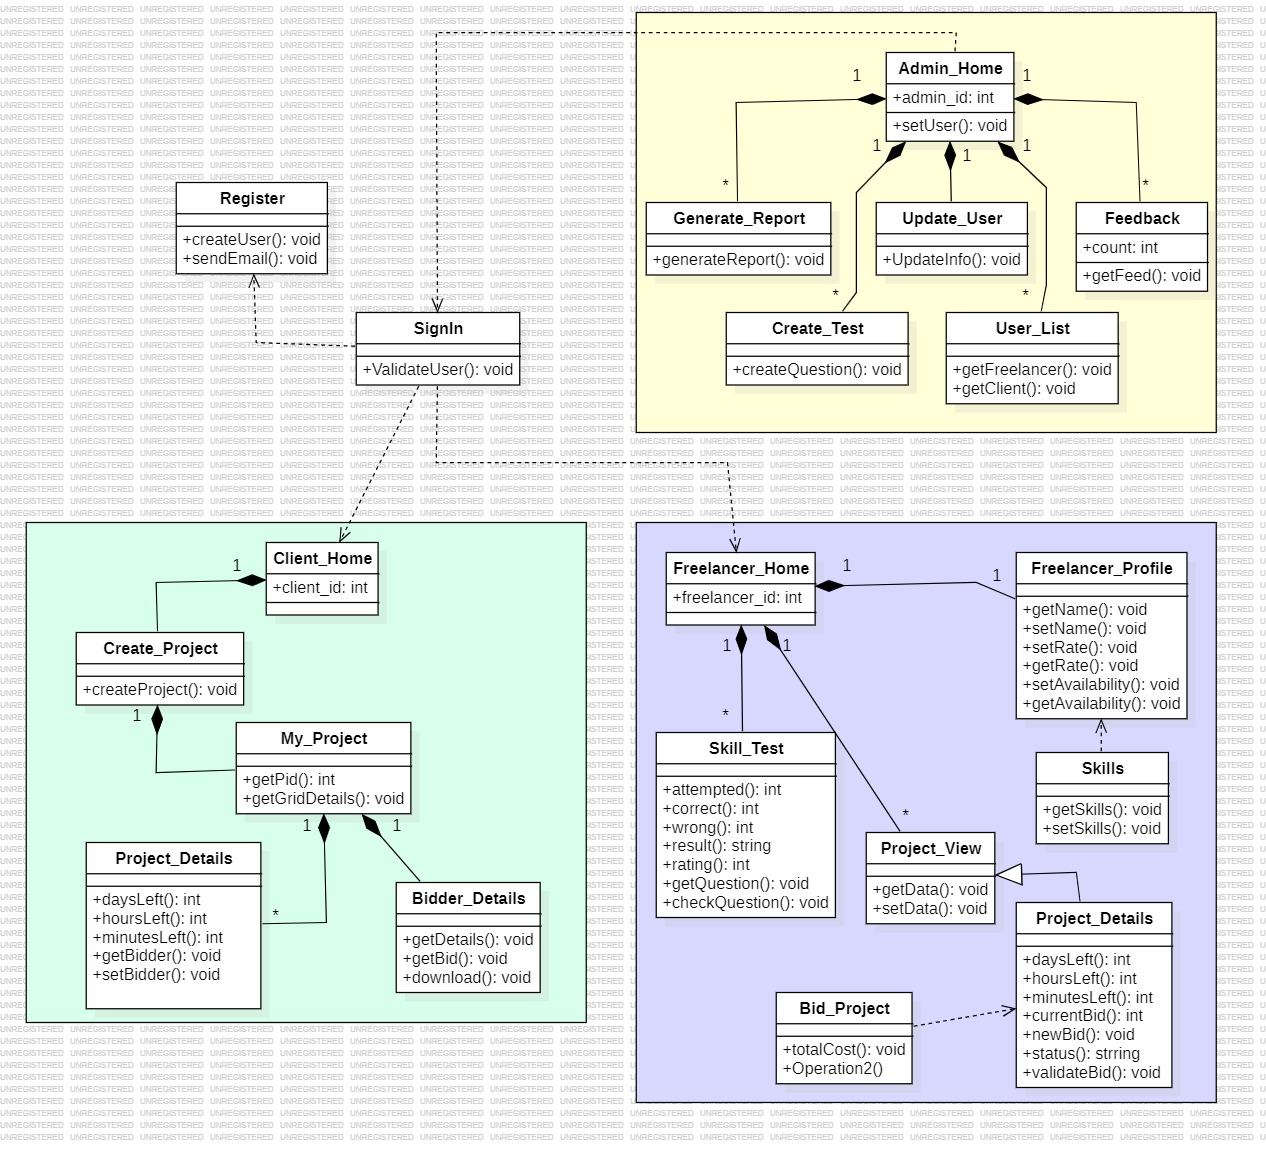 Admin_Home
+admin_id: int
+setUser(): void
1
1
1
1
1
*
*
Generate_Report
+generateReport(): void
Update_User
+UpdateInfo(): void
Feedback
+count: int
+getFeed(): void
*
*
Create_Test
+createQuestion(): void
User_List
+getFreelancer(): void
+getClient(): void
Register
+createUser(): void
+sendEmail(): void
SignIn
+ValidateUser(): void
Client_Home
+client_id: int
1
Create_Project
+createProject(): void
1
My_Project
+getPid(): int
+getGridDetails(): void
1
1
*
Project_Details
+daysLeft(): int
+hoursLeft(): int
+minutesLeft(): int
+getBidder(): void
+setBidder(): void
Bidder_Details
+getDetails(): void
+getBid(): void
+download(): void
Freelancer_Home
+freelancer_id: int
1
1
1
1
*
*
Freelancer_Profile
+getName(): void
+setName(): void
+setRate(): void
+getRate(): void
+setAvailability(): void
+getAvailability(): void
Skill_Test
+attempted(): int
+correct(): int
+wrong(): int
+result(): string
+rating(): int
+getQuestion(): void
+checkQuestion(): void
Skills
+getSkills(): void
+setSkills(): void
Project_View
+getData(): void
+setData(): void
Project_Details
+daysLeft(): int
+hoursLeft(): int
+minutesLeft(): int
+currentBid(): int
+newBid(): void
+status(): strring
+validateBid(): void
Bid_Project
+totalCost(): void
+Operation2()
UNREGISTERED